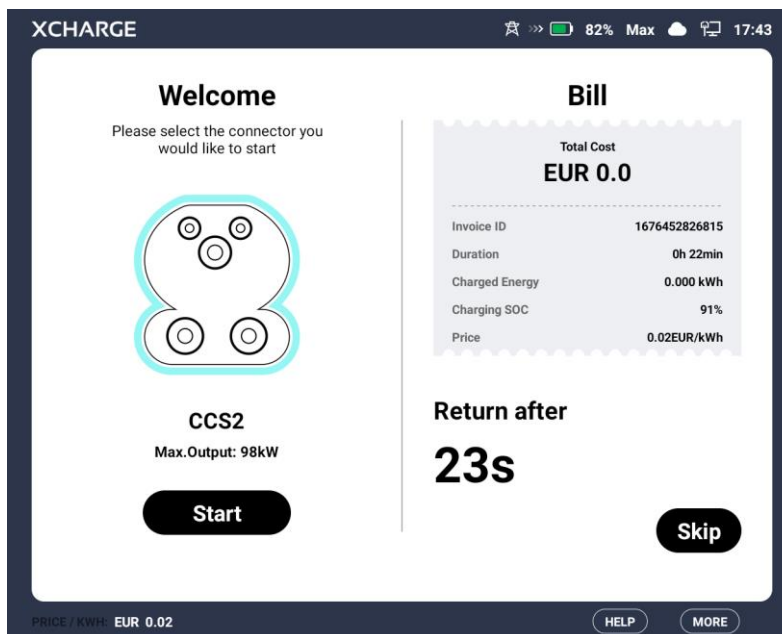 XCHARGE
82% Max 17:43
Welcome
Please select the connector you
would like to start
CCS2
Max.Output: 98kW
Start
Bill
Total Cost
EUR 0.0
Invoice ID 1676452826815
Duration 0h 22min
Charged Energy 0.000 kWh
Charging SOC 91%
Price 0.02EUR/kWh
Return after
23s
Skip
PRICE / KWH: EUR 0.02
HELP MORE